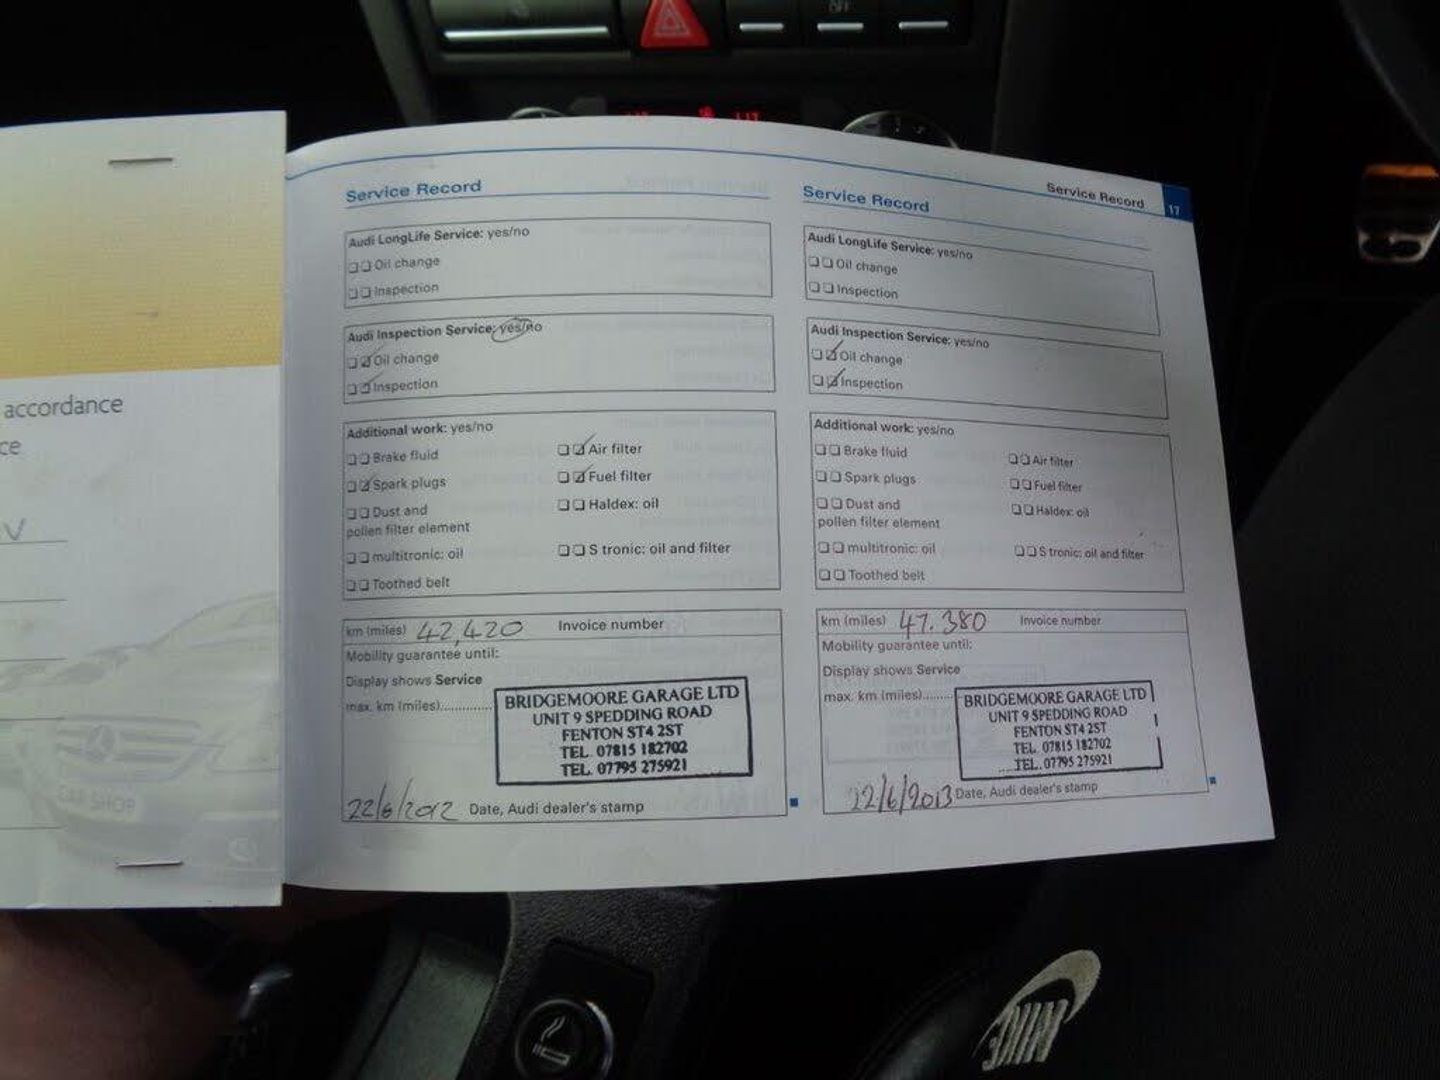 OFF
accordance
ce
V
CAR SHOP
Service Record
17
Service Record
Audi LongLife Service: yes/no
Oil change
Inspection
Audi Inspection Service: yes/no
Oil change
Inspection
Additional work: yes/no
Brake fluid
Air filter
Spark plugs
Fuel filter
Dust and
pollen filter element
Haldex: oil
multitronic: oil
S tronic: oil and filter
Toothed belt
km (miles) 42,420 Invoice number
Mobility guarantee until:
Display shows Service
max. km (miles).............
BRIDGEMOORE GARAGE LTD
UNIT 9 SPEDDING ROAD
FENTON ST4 2ST
TEL. 07815 182702
TEL. 07795 275921
22/6/2012 Date, Audi dealer's stamp
Service Record
Audi LongLife Service: yes/no
Oil change
Inspection
Audi Inspection Service: yes/no
Oil change
Inspection
Additional work: yes/no
Brake fluid
Air filter
Spark plugs
Fuel filter
Dust and
pollen filter element
Haldex: oil
multitronic: oil
S tronic: oil and filter
Toothed belt
km (miles) 47.380 Invoice number
Mobility guarantee until:
Display shows Service
max. km (miles)........
BRIDGEMOORE GARAGE LTD
UNIT 9 SPEDDING ROAD
FENTON ST4 2ST
TEL. 07815 182702
TEL. 07795 275921
22/6/2013 Date, Audi dealer's stamp